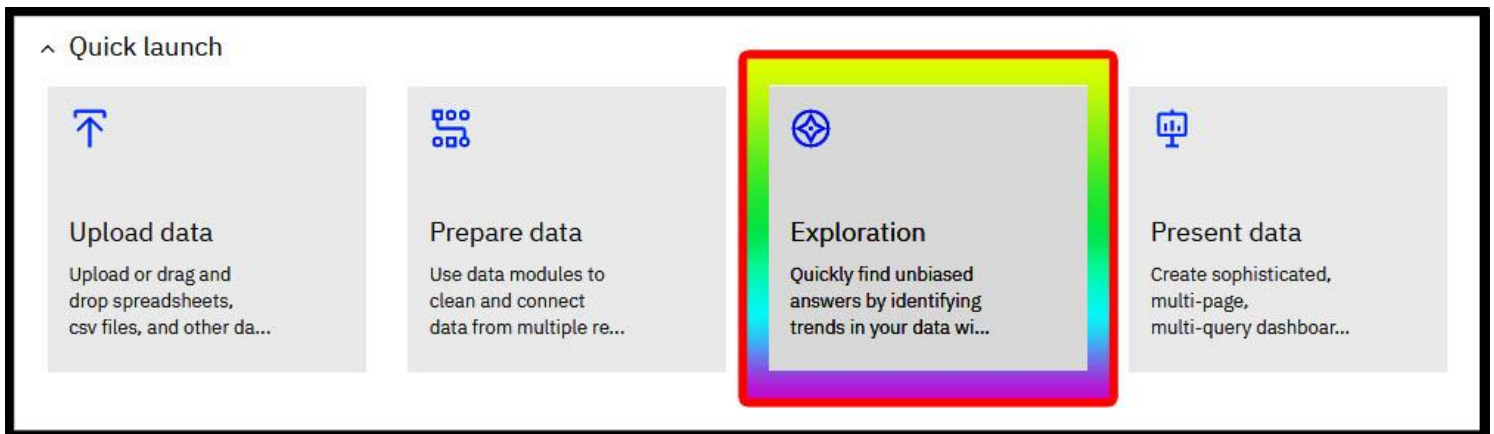 Quick launch
Upload data
Upload or drag and
drop spreadsheets,
csv files, and other da...
Prepare data
Use data modules to
clean and connect
data from multiple re...
Exploration
Quickly find unbiased
answers by identifying
trends in your data wi...
Present data
Create sophisticated,
multi-page,
multi-query dashboar...